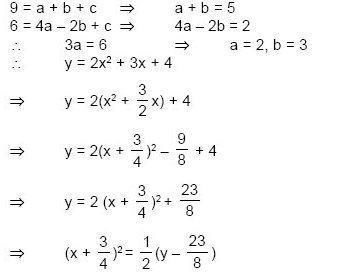 9 = a + b + c ⇒ a + b = 5
6 = 4a – 2b + c ⇒ 4a – 2b = 2
∴ 3a = 6 ⇒ a = 2, b = 3
∴ y = 2x² + 3x + 4
⇒ y = 2(x² + 3/2 x) + 4
⇒ y = 2(x + 3/4)² – 9/8 + 4
⇒ y = 2 (x + 3/4)² + 23/8
⇒ (x + 3/4)² = 1/2 (y – 23/8)